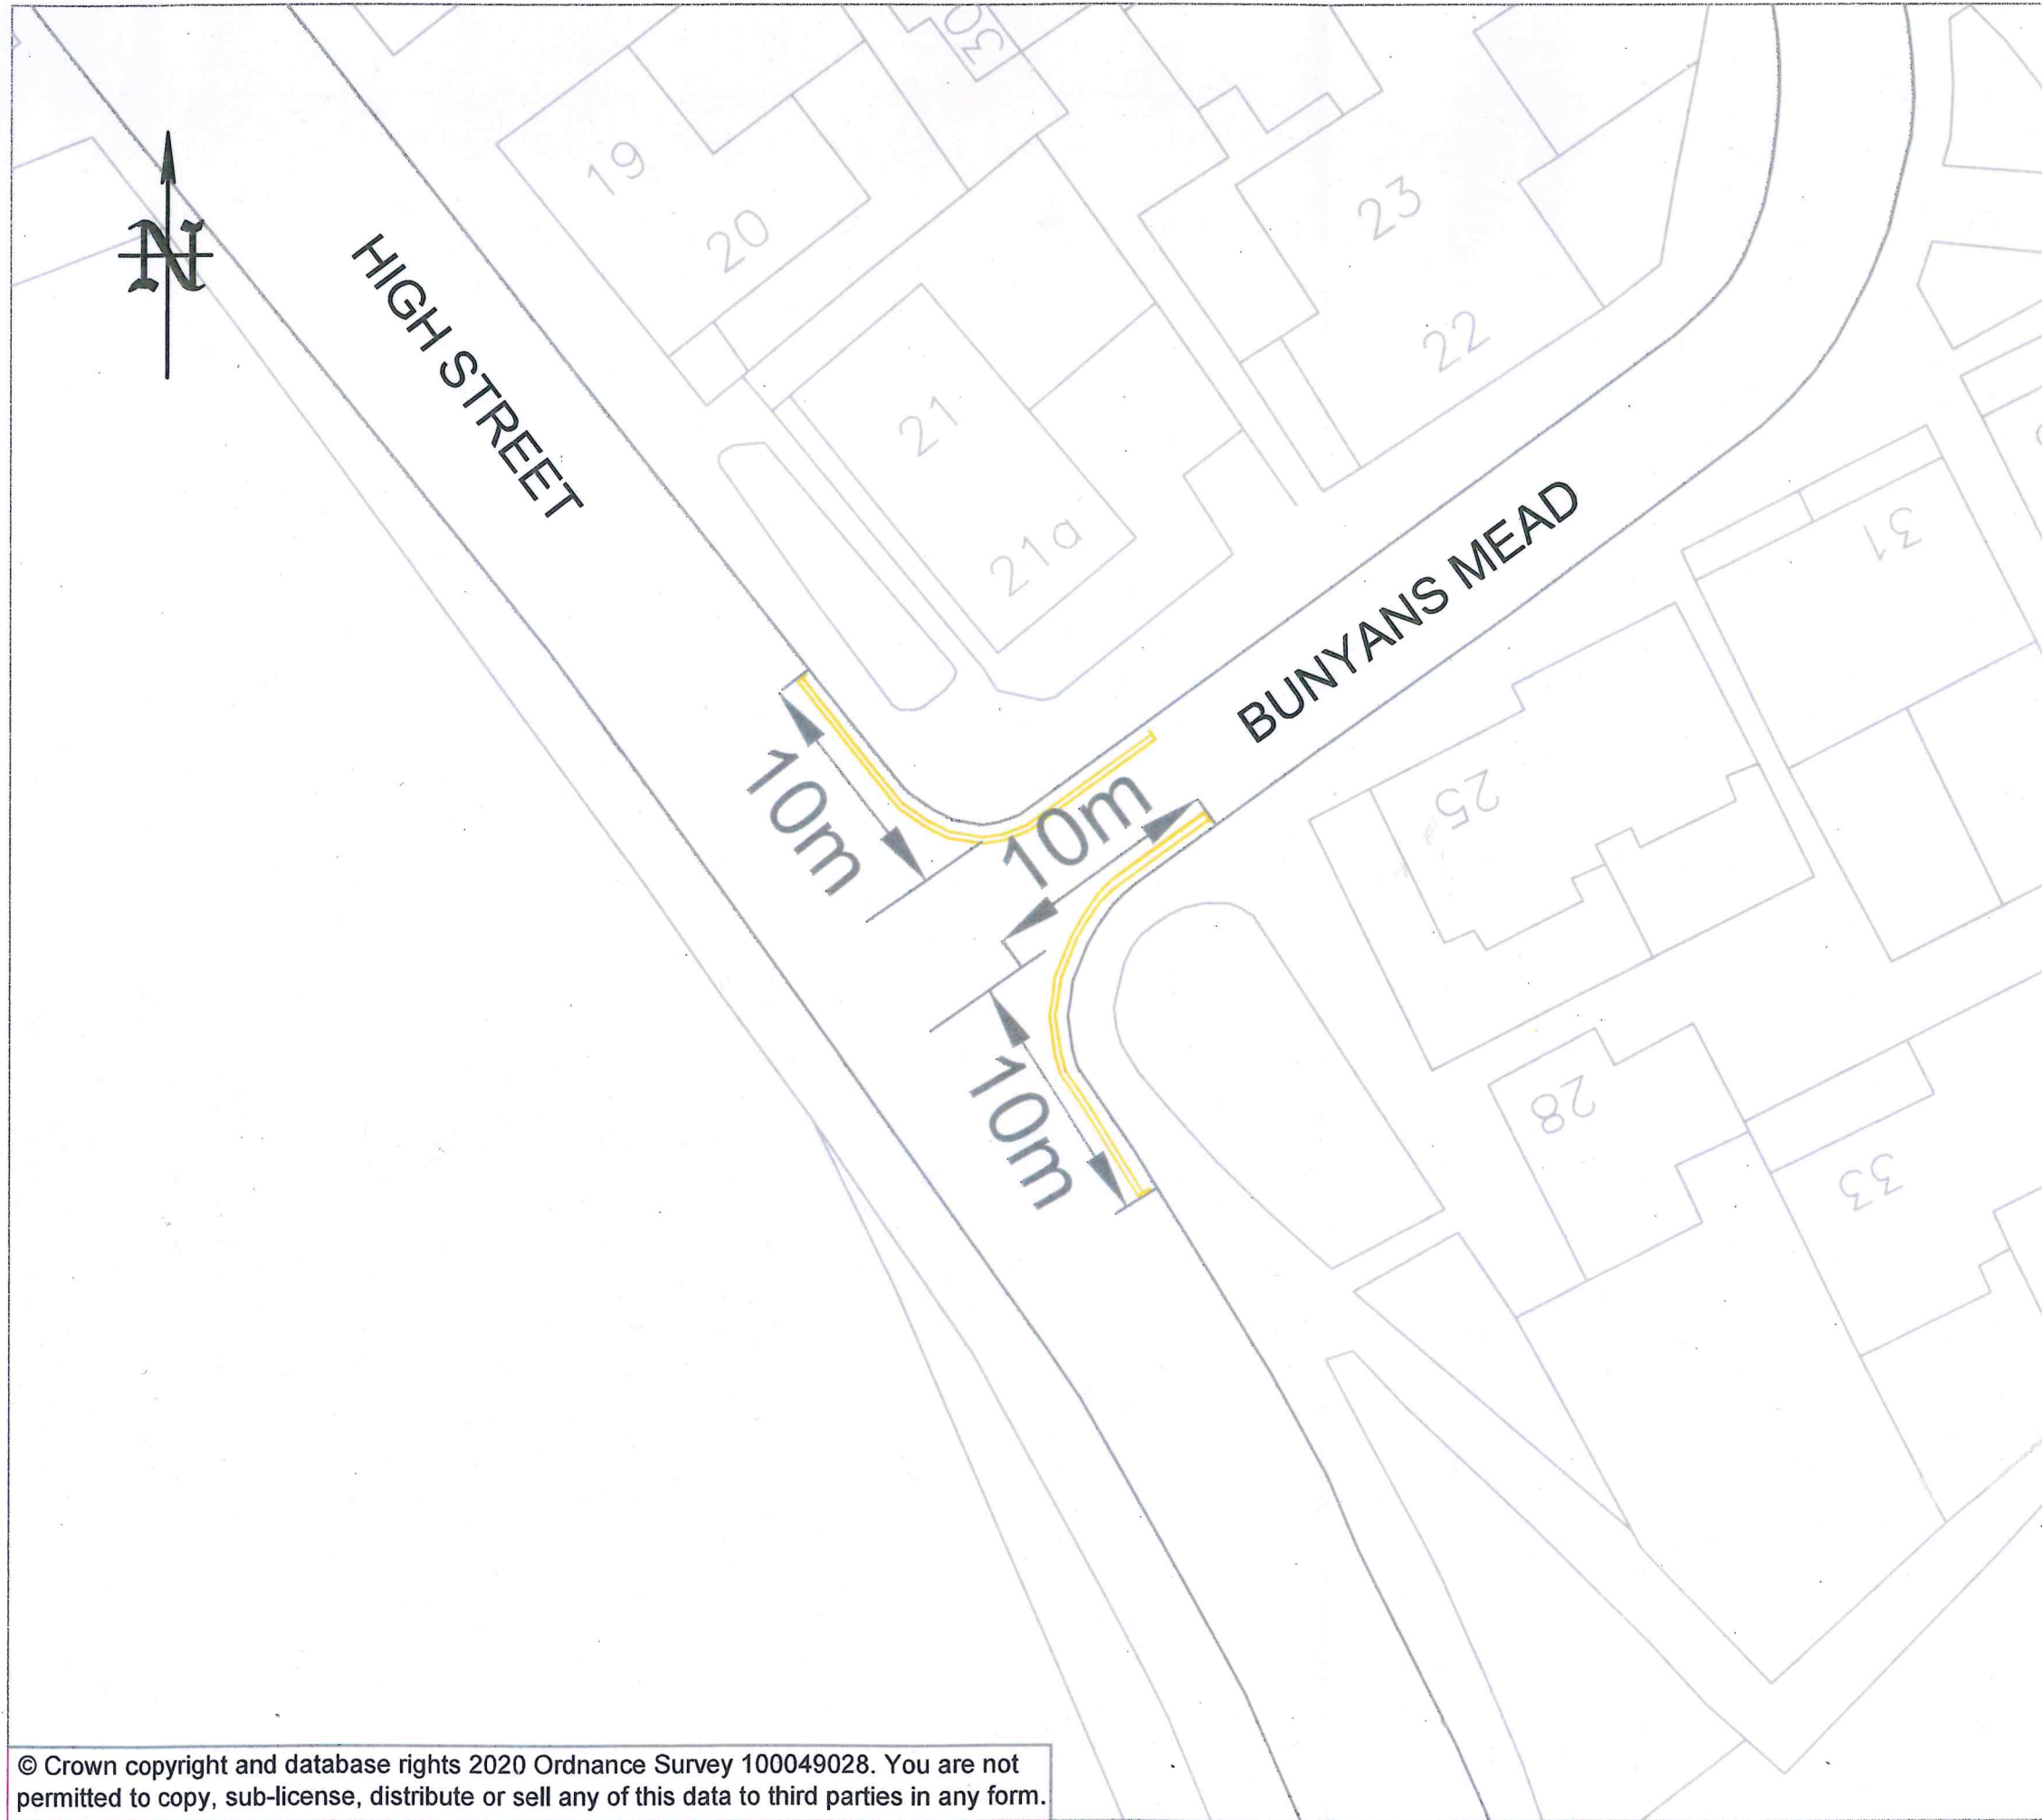 30
19
20
23
N
HIGH STREET
22
21
21a
31
BUNYANS MEAD
25
10m
10m
10m
28
33
© Crown copyright and database rights 2020 Ordnance Survey 100049028. You are not
permitted to copy, sub-license, distribute or sell any of this data to third parties in any form.